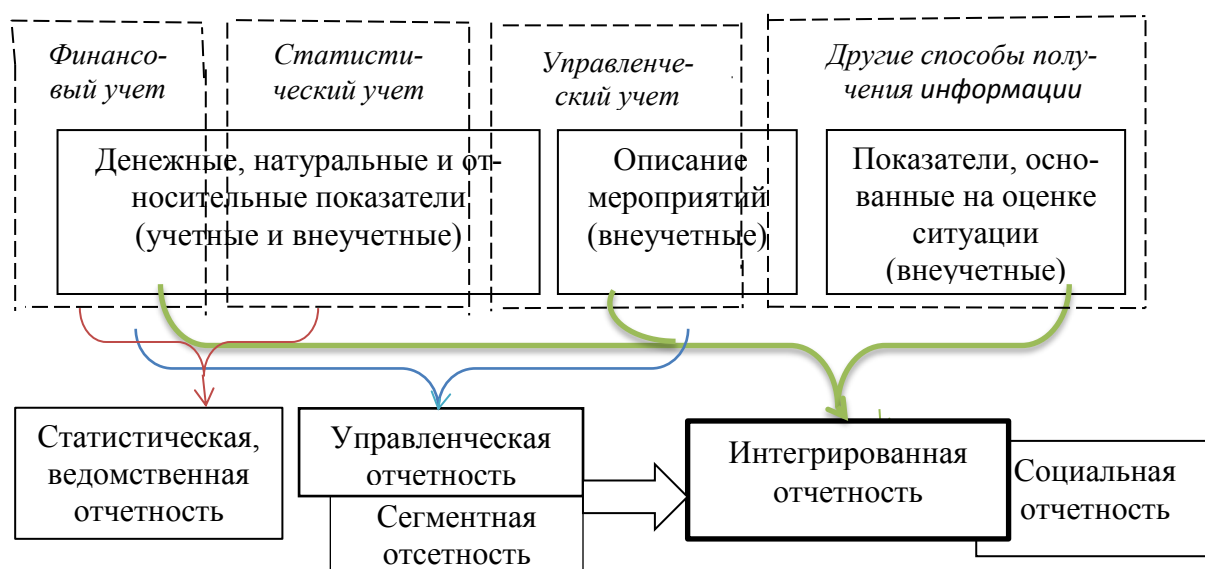 Финансо-
вый учет
Статисти-
ческий учет
Управленче-
ский учет
Другие способы полу-
чения информации
Денежные, натуральные и от-
носительные показатели
(учетные и внеучетные)
Описание
мероприятий
(внеучетные)
Показатели, осно-
ванные на оценке
ситуации
(внеучетные)
Статистическая,
ведомственная
отчетность
Управленческая
отчетность
Сегментная
отсетность
Интегрированная
отчетность
Социальная
отчетность